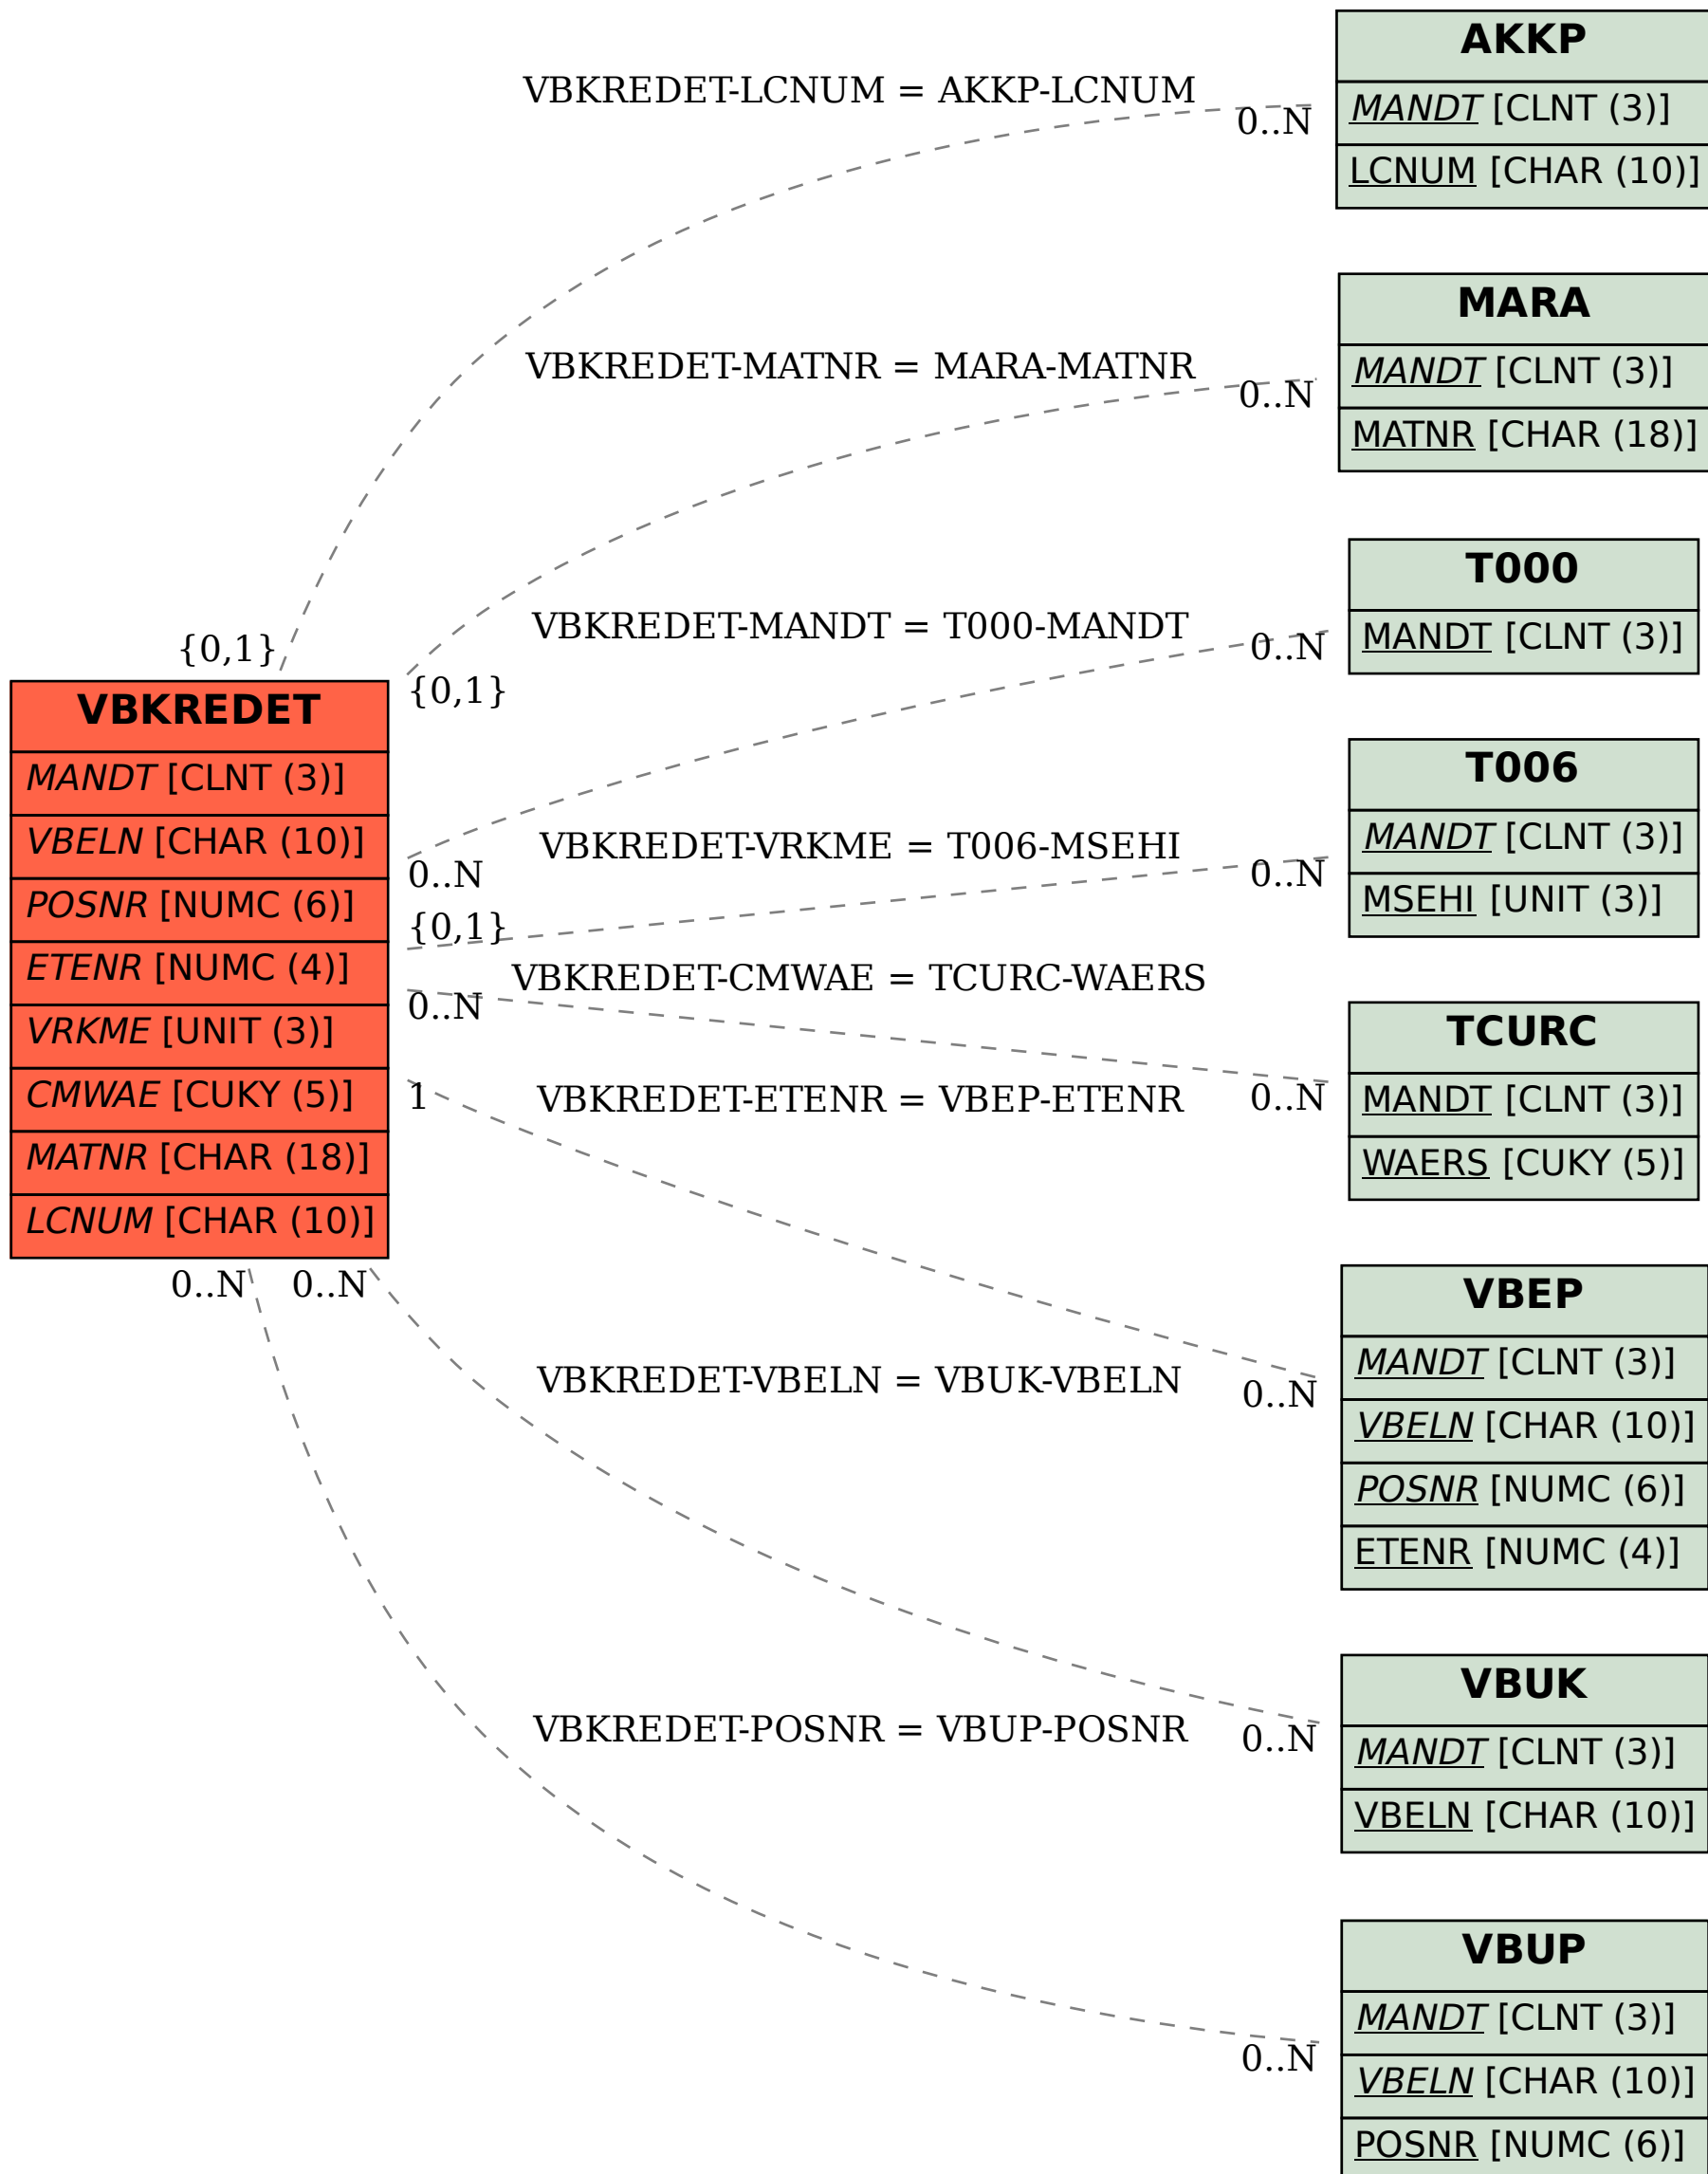 AKKP
MANDT [CLNT (3)]
LCNUM [CHAR (10)]
VBKREDET-LCNUM = AKKP-LCNUM
0..N
{0,1}
MARA
MANDT [CLNT (3)]
MATNR [CHAR (18)]
VBKREDET-MATNR = MARA-MATNR
0..N
{0,1}
T000
MANDT [CLNT (3)]
VBKREDET-MANDT = T000-MANDT
0..N
0..N
VBKREDET
MANDT [CLNT (3)]
VBELN [CHAR (10)]
POSNR [NUMC (6)]
ETENR [NUMC (4)]
VRKME [UNIT (3)]
CMWAE [CUKY (5)]
MATNR [CHAR (18)]
LCNUM [CHAR (10)]
T006
MANDT [CLNT (3)]
MSEHI [UNIT (3)]
VBKREDET-VRKME = T006-MSEHI
0..N
{0,1}
VBKREDET-CMWAE = TCURC-WAERS
0..N
0..N
TCURC
MANDT [CLNT (3)]
WAERS [CUKY (5)]
VBKREDET-ETENR = VBEP-ETENR
1
0..N
VBEP
MANDT [CLNT (3)]
VBELN [CHAR (10)]
POSNR [NUMC (6)]
ETENR [NUMC (4)]
0..N
0..N
VBKREDET-VBELN = VBUK-VBELN
0..N
VBUK
MANDT [CLNT (3)]
VBELN [CHAR (10)]
VBKREDET-POSNR = VBUP-POSNR
0..N
VBUP
MANDT [CLNT (3)]
VBELN [CHAR (10)]
POSNR [NUMC (6)]